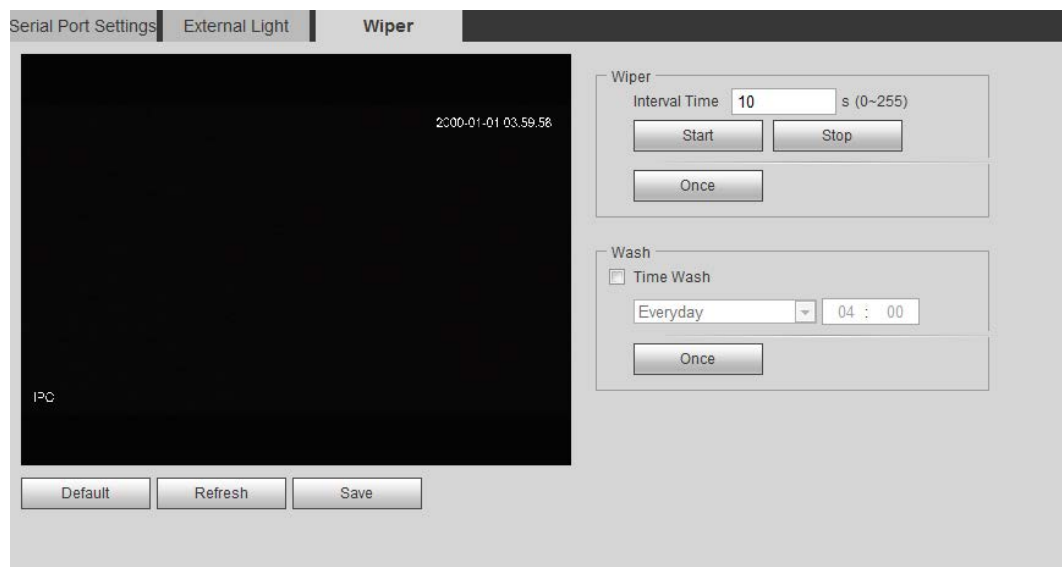 Serial Port Settings External Light Wiper
2000-01-01 03:59:58
IPC
Default Refresh Save
Wiper
Interval Time 10 s (0~255)
Start Stop
Once
Wash
Time Wash
Everyday 04 : 00
Once